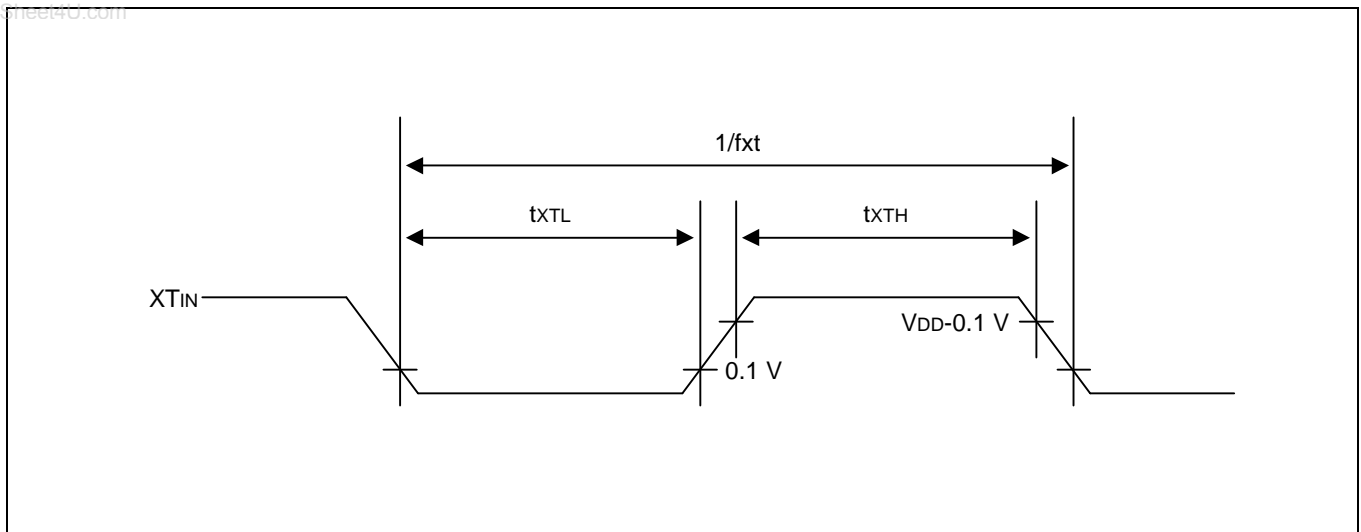 Sheet4U.com
1/fxt
tXTL
tXTH
XTIN
VDD-0.1 V
0.1 V